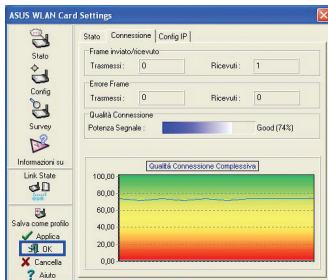 ASUS WLAN Card Settings
Stato
Config
Survey
Informazioni su
Link State
Salva come profilo
Applica
OK
Cancella
Aiuto
Stato Connessione Config IP
Frame inviato/ricevuto
Trasmessi : 0 Ricevuti : 1
Errore Frame
Trasmessi : 0 Ricevuti : 0
Qualità Connessione
Potenza Segnale : Good (74%)
Qualità Connessione Complessiva
100,00
80,00
60,00
40,00
20,00
0,00